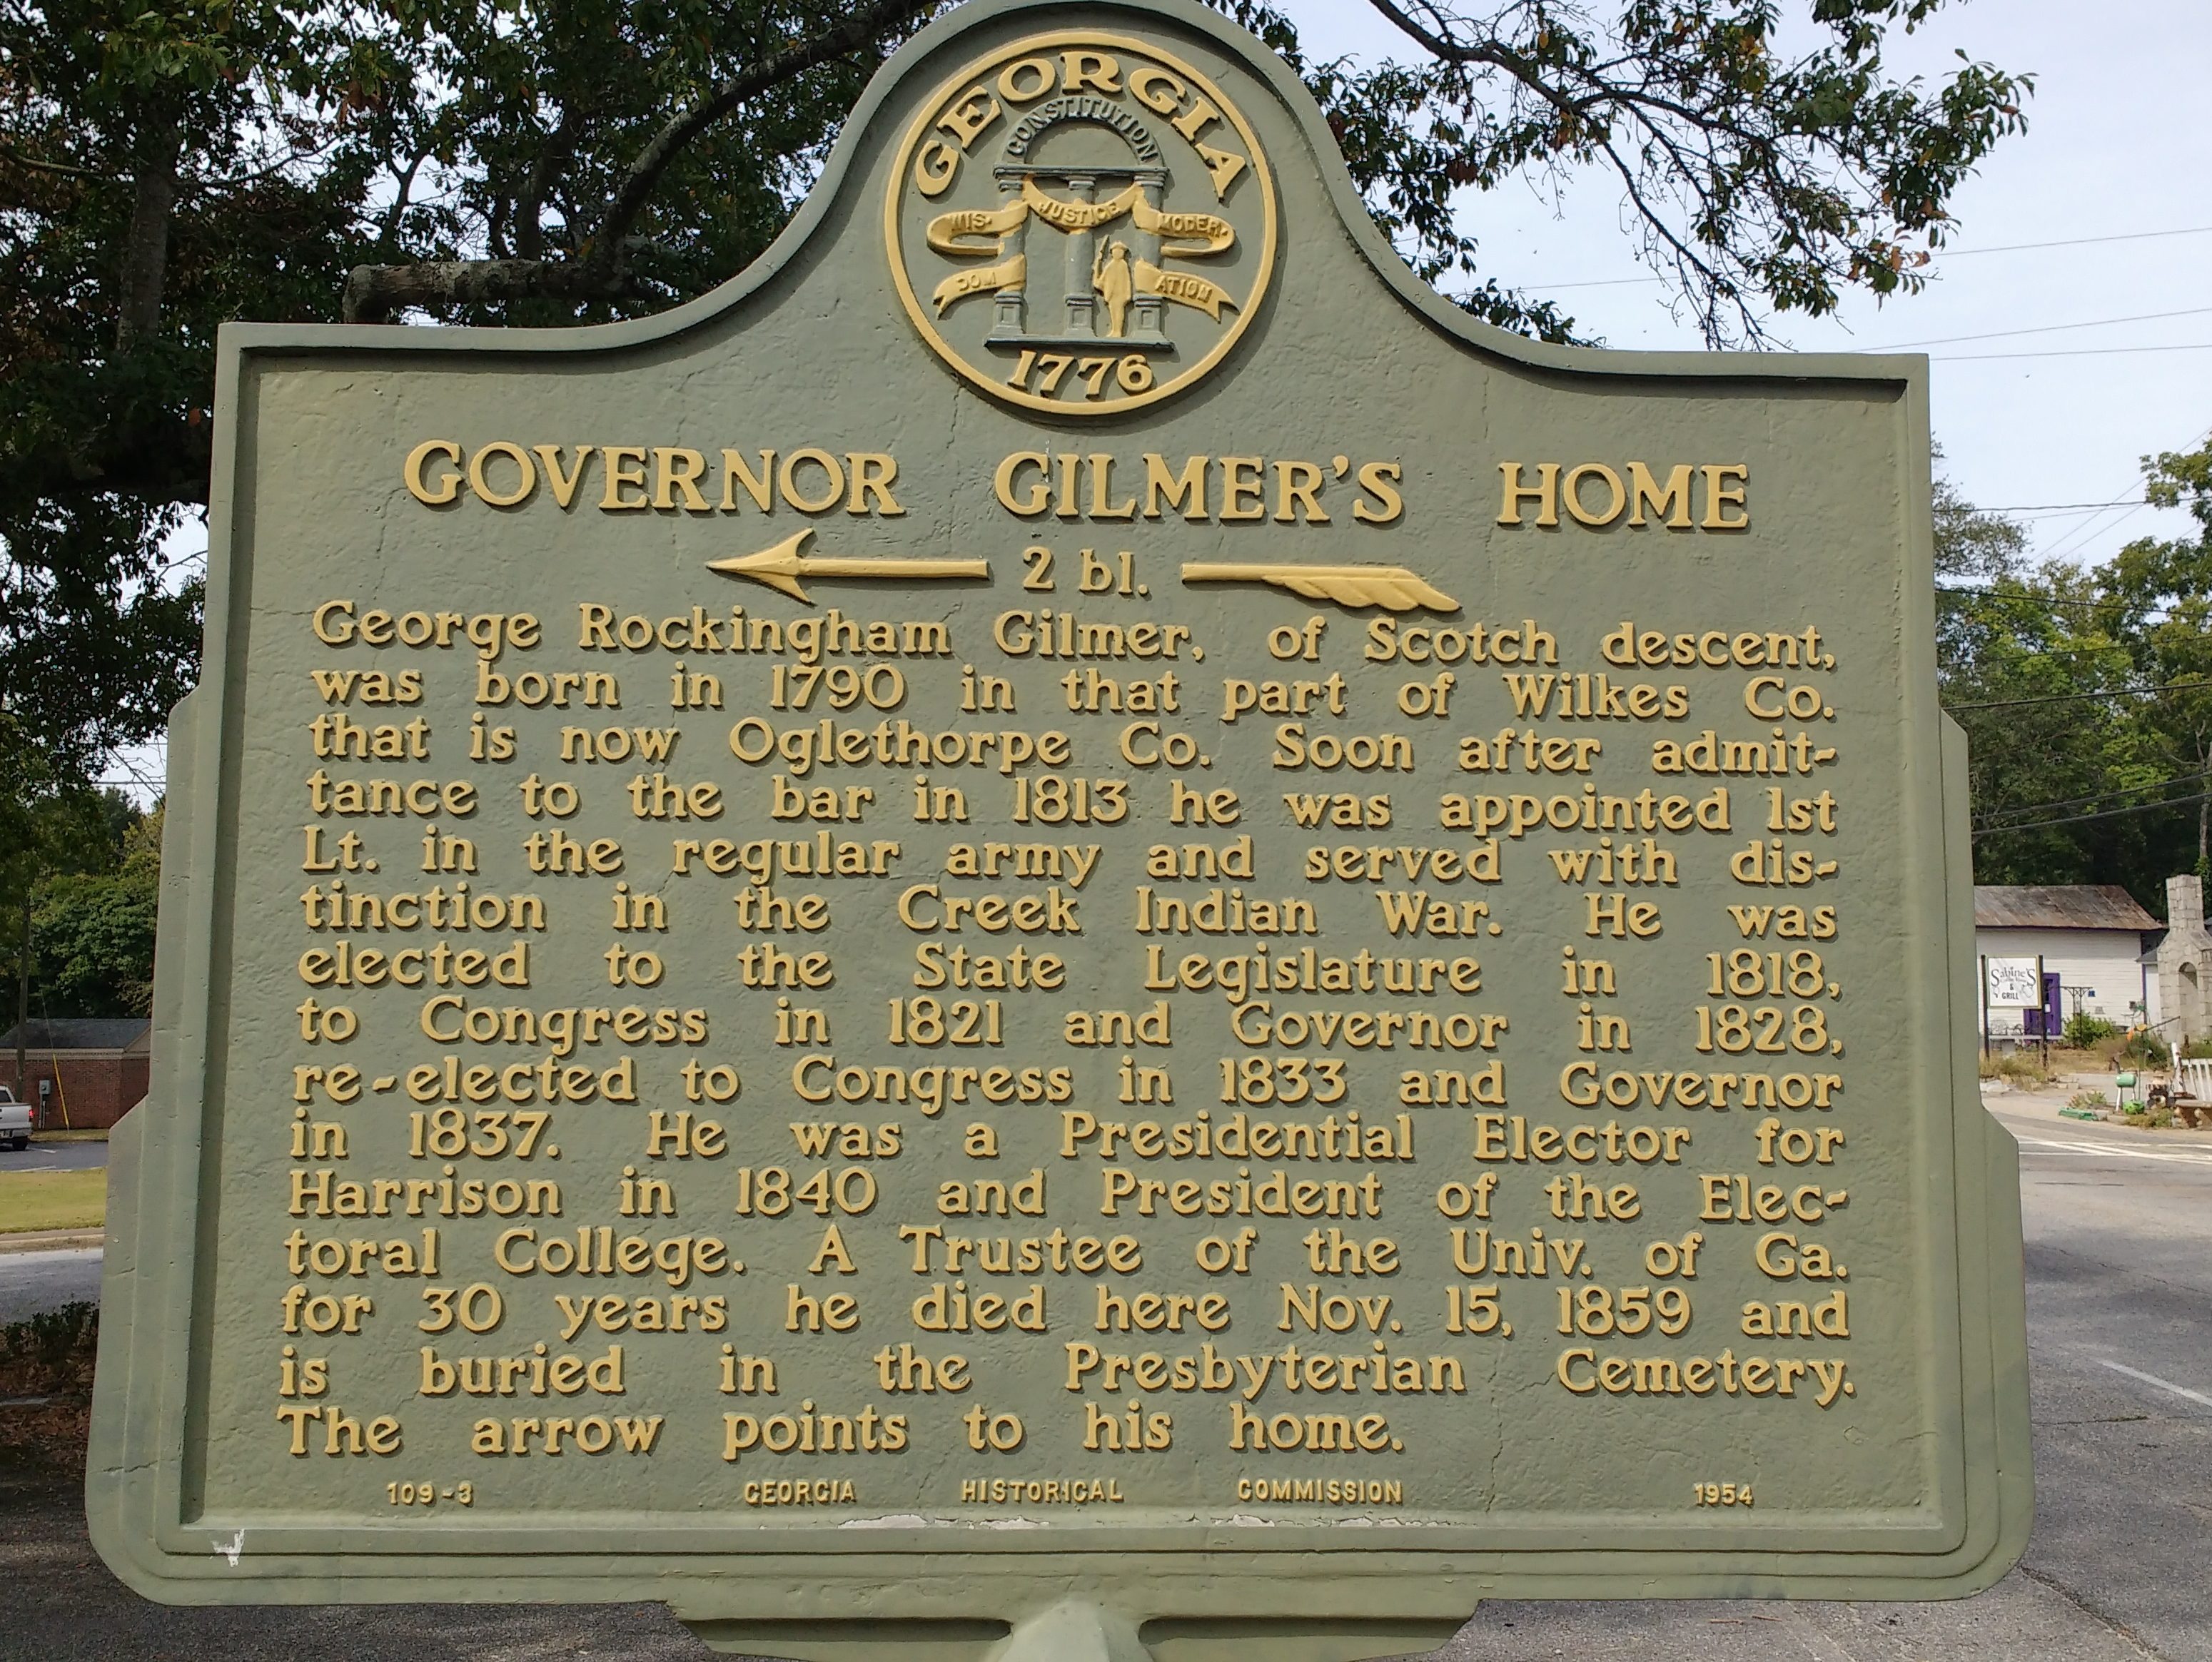 GEORGIA
CONSTITUTION
WIS-
JUSTICE
MODER-
DOM
ATION
1776
GOVERNOR GILMER'S HOME
2 bl.
George Rockingham Gilmer, of Scotch descent,
was born in 1790 in that part of Wilkes Co.
that is now Oglethorpe Co. Soon after admit-
tance to the bar in 1813 he was appointed 1st
Lt. in the regular army and served with dis-
tinction in the Creek Indian War. He was
elected to the State Legislature in 1818,
to Congress in 1821 and Governor in 1828,
re-elected to Congress in 1833 and Governor
in 1837. He was a Presidential Elector for
Harrison in 1840 and President of the Elec-
toral College. A Trustee of the Univ. of Ga.
for 30 years he died here Nov. 15, 1859 and
is buried in the Presbyterian Cemetery.
The arrow points to his home.
109-3 GEORGIA HISTORICAL COMMISSION 1954
Sabine's
GRILL